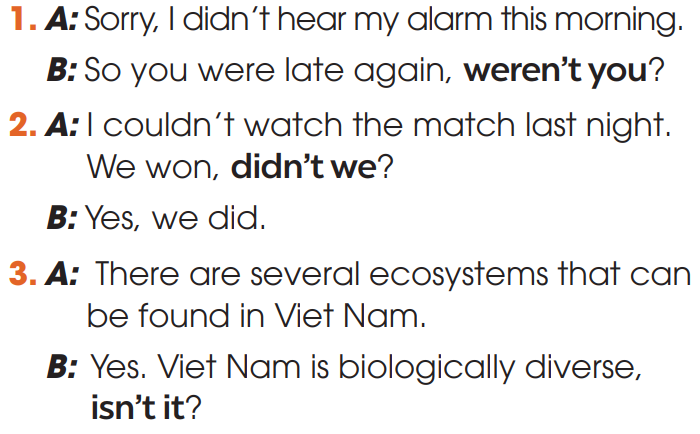 1. A: Sorry, I didn't hear my alarm this morning.
B: So you were late again, weren't you?
2. A: I couldn't watch the match last night.
We won, didn't we?
B: Yes, we did.
3. A: There are several ecosystems that can
be found in Viet Nam.
B: Yes. Viet Nam is biologically diverse,
isn't it?